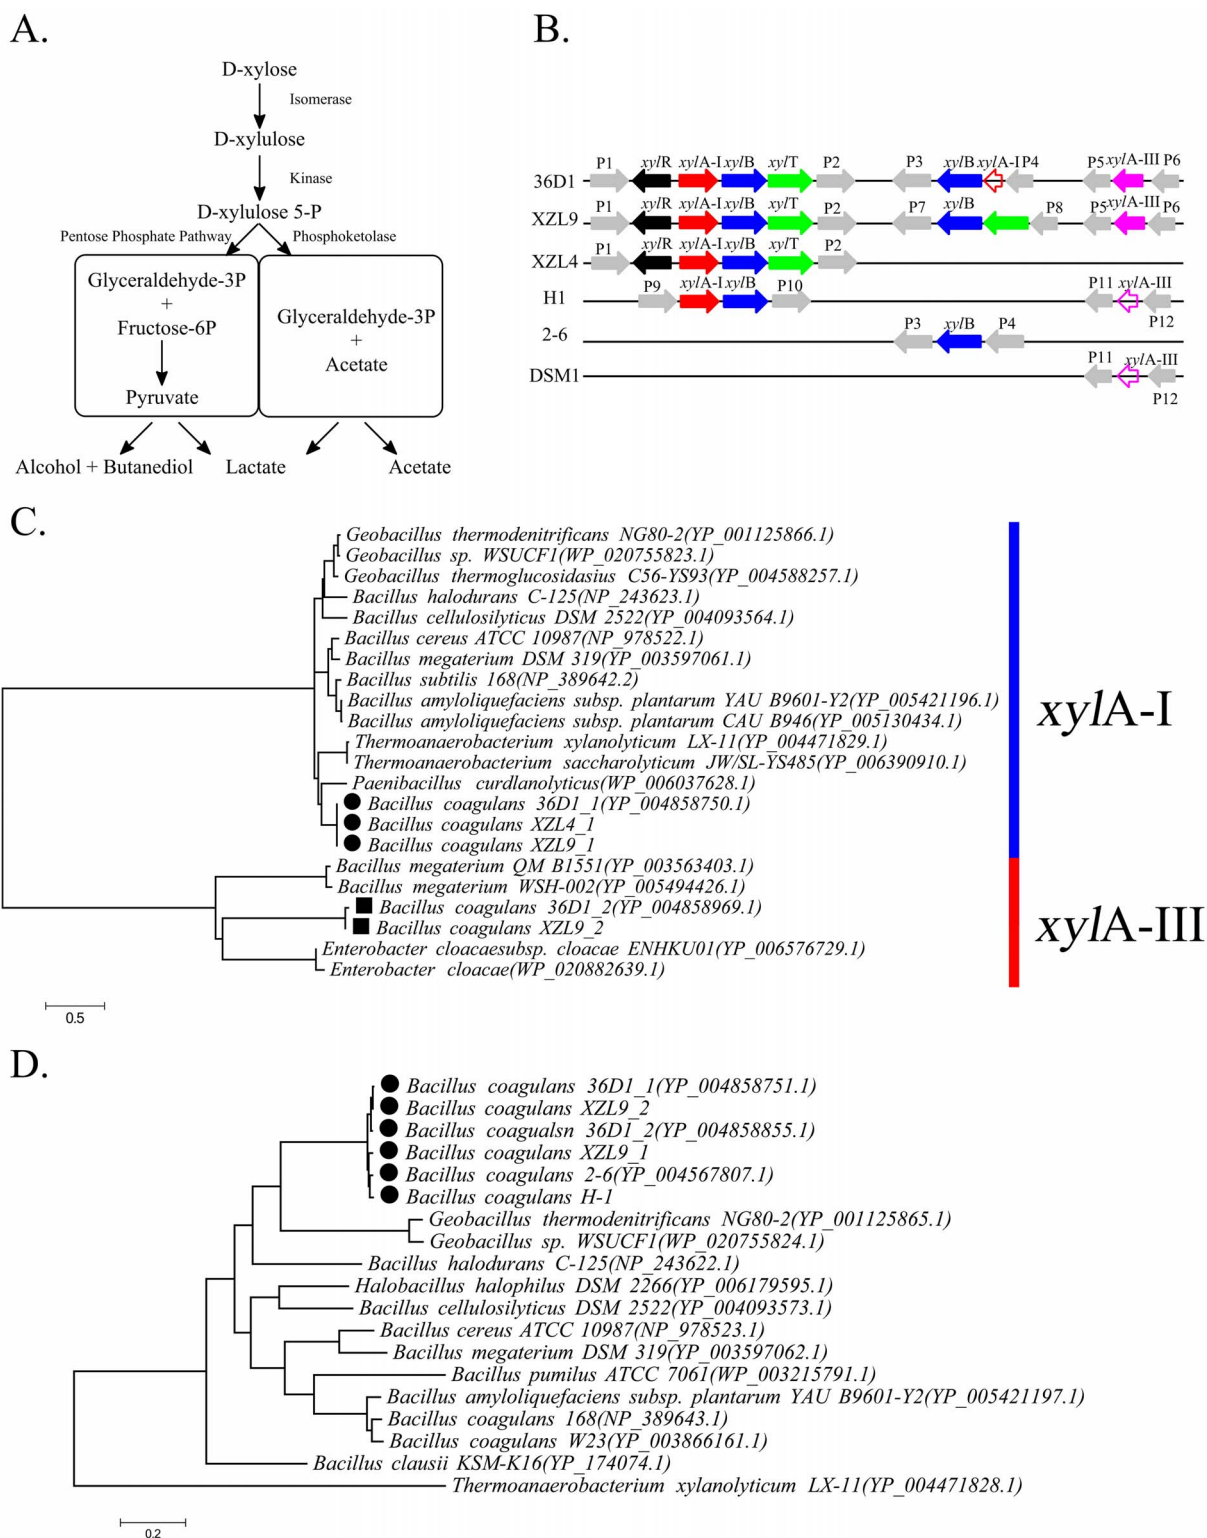 A.
D-xylose
Isomerase
D-xylulose
Kinase
D-xylulose 5-P
Pentose Phosphate Pathway
Phosphoketolase
Glyceraldehyde-3P
+
Fructose-6P
Pyruvate
Glyceraldehyde-3P
+
Acetate
Alcohol + Butanediol
Lactate
Acetate
B.
P1 xylR xylA-I xylB xylT P2 P3 xylB xylA-I P4 P5 xylA-III P6
36D1
P1 xylR xylA-I xylB xylT P2 P7 xylB P8 P5 xylA-III P6
XZL9
P1 xylR xylA-I xylB xylT P2
XZL4
P9 xylA-I xylB P10 P11 xylA-III
H1
P12
P3 xylB P4
2-6
P11 xylA-III
DSM1
P12
C.
Geobacillus thermodenitrificans NG80-2(YP_001125866.1)
Geobacillus sp. WSUCF1(WP_020755823.1)
Geobacillus thermoglucosidasius C56-YS93(YP_004588257.1)
Bacillus halodurans C-125(NP_243623.1)
Bacillus cellulosilyticus DSM 2522(YP_004093564.1)
Bacillus cereus ATCC 10987(NP_978522.1)
Bacillus megaterium DSM 319(YP_003597061.1)
Bacillus subtilis 168(NP_389642.2)
Bacillus amyloliquefaciens subsp. plantarum YAU B9601-Y2(YP_005421196.1)
Bacillus amyloliquefaciens subsp. plantarum CAU B946(YP_005130434.1)
Thermoanaerobacterium xylanolyticum LX-11(YP_004471829.1)
Thermoanaerobacterium saccharolyticum JW/SL-YS485(YP_006390910.1)
Paenibacillus curdlanolyticus(WP_006037628.1)
Bacillus coagulans 36D1_1(YP_004858750.1)
Bacillus coagulans XZL4_1
Bacillus coagulans XZL9_1
Bacillus megaterium QM B1551(YP_003563403.1)
Bacillus megaterium WSH-002(YP_005494426.1)
Bacillus coagulans 36D1_2(YP_004858969.1)
Bacillus coagulans XZL9_2
Enterobacter cloacaesubsp. cloacae ENHKU01(YP_006576729.1)
Enterobacter cloacae(WP_020882639.1)
xylA-I
xylA-III
0.5
D.
Bacillus coagulans 36D1_1(YP_004858751.1)
Bacillus coagulans XZL9_2
Bacillus coagualsn 36D1_2(YP_004858855.1)
Bacillus coagulans XZL9_1
Bacillus coagulans 2-6(YP_004567807.1)
Bacillus coagulans H-1
Geobacillus thermodenitrificans NG80-2(YP_001125865.1)
Geobacillus sp. WSUCF1(WP_020755824.1)
Bacillus halodurans C-125(NP_243622.1)
Halobacillus halophilus DSM 2266(YP_006179595.1)
Bacillus cellulosilyticus DSM 2522(YP_004093573.1)
Bacillus cereus ATCC 10987(NP_978523.1)
Bacillus megaterium DSM 319(YP_003597062.1)
Bacillus pumilus ATCC 7061(WP_003215791.1)
Bacillus amyloliquefaciens subsp. plantarum YAU B9601-Y2(YP_005421197.1)
Bacillus coagulans 168(NP_389643.1)
Bacillus coagulans W23(YP_003866161.1)
Bacillus clausii KSM-K16(YP_174074.1)
Thermoanaerobacterium xylanolyticum LX-11(YP_004471828.1)
0.2